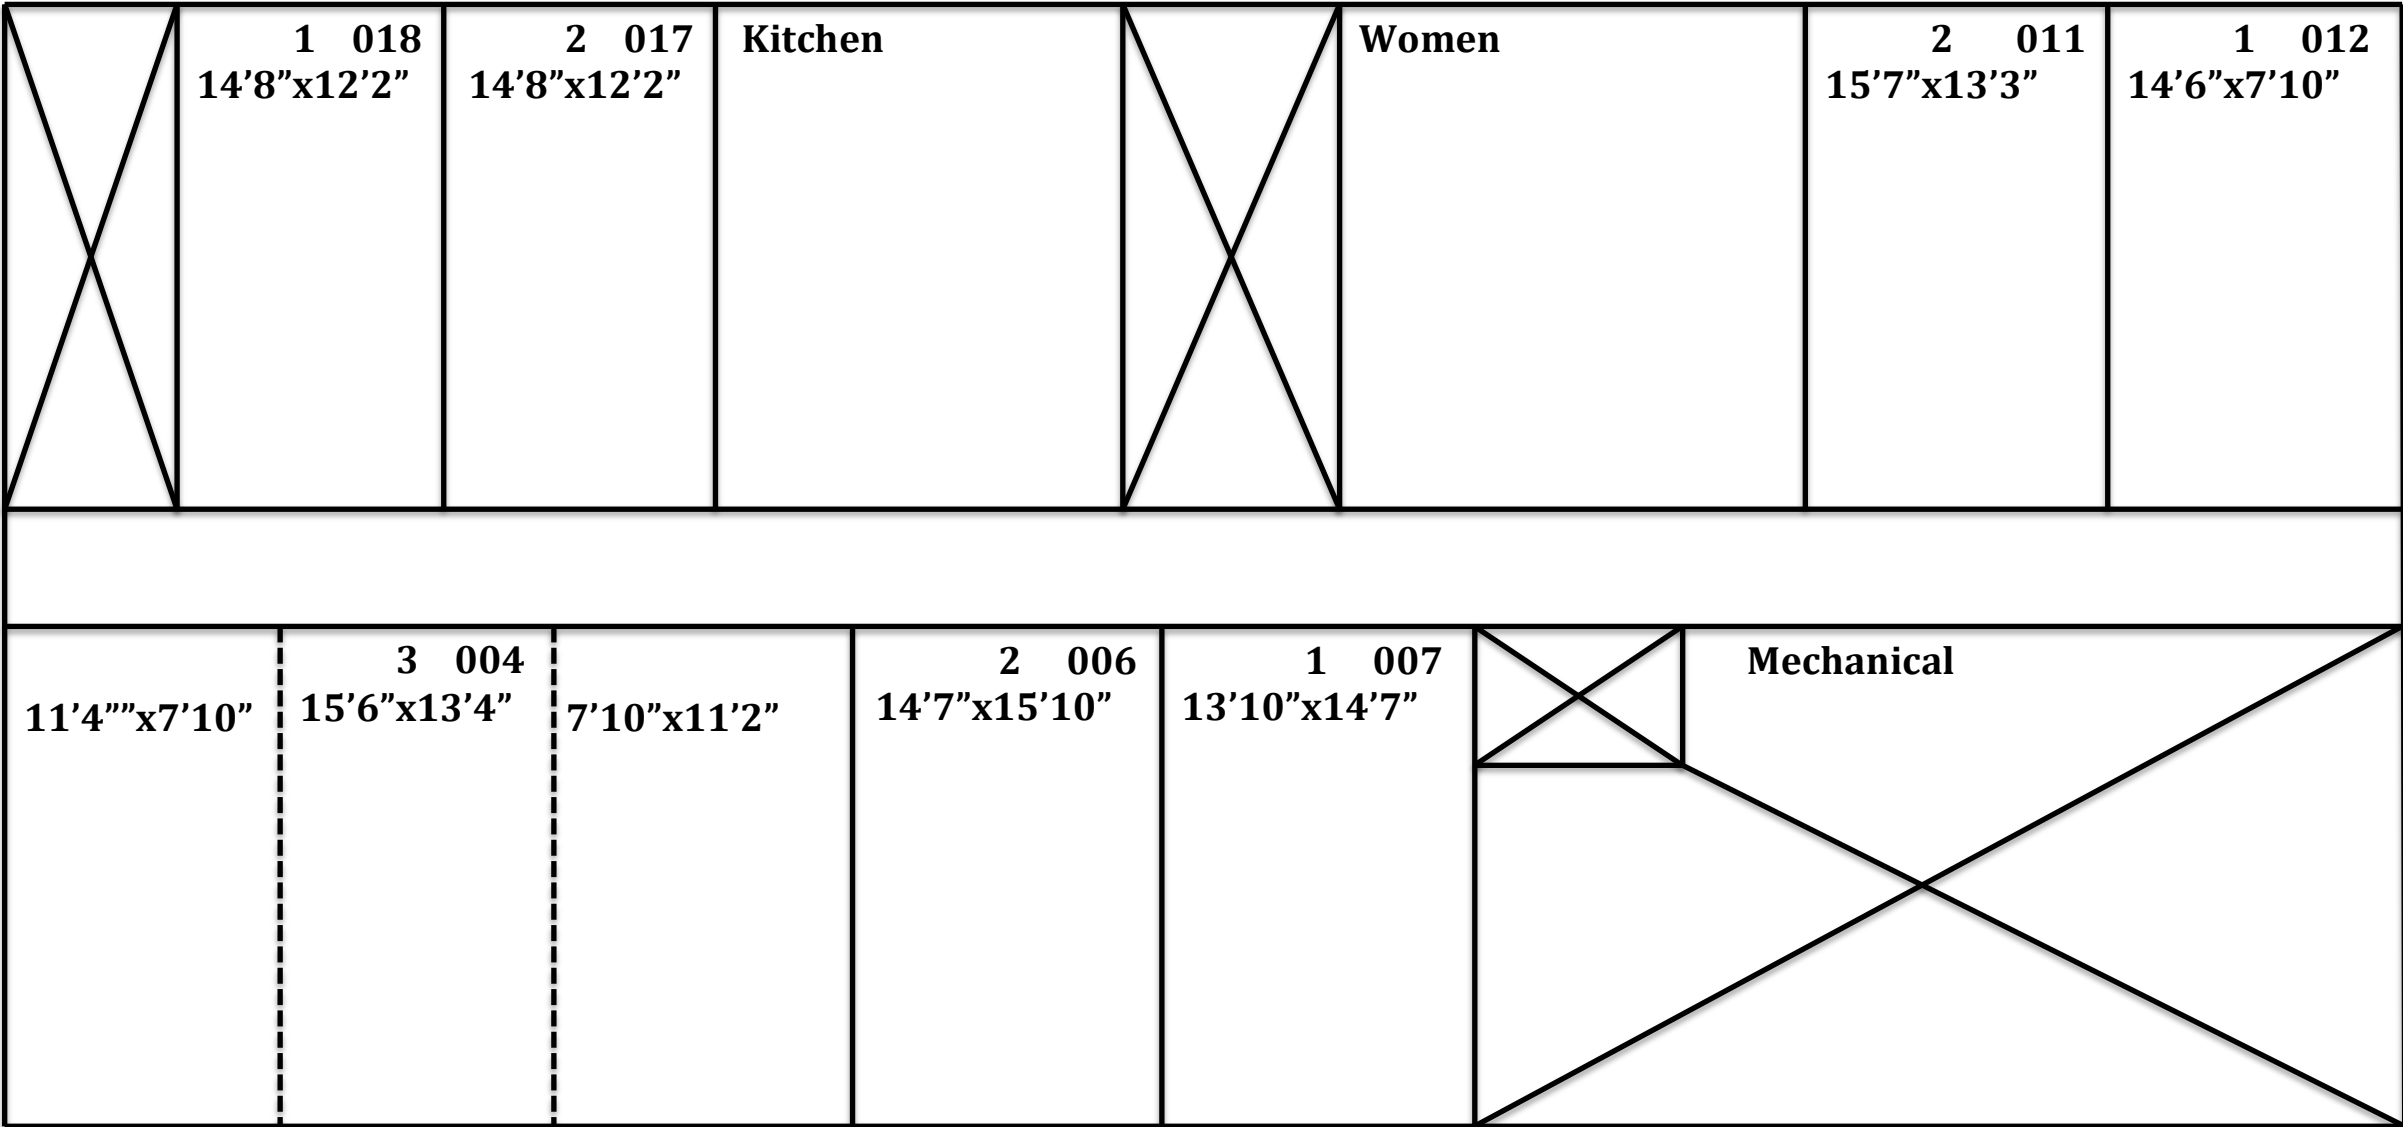 1 018
14’8”x12’2”
2 017
14’8”x12’2”
Kitchen
Women
2 011
15’7”x13’3”
1 012
14’6”x7’10”
11’4””x7’10”
3 004
15’6”x13’4”
7’10”x11’2”
2 006
14’7”x15’10”
1 007
13’10”x14’7”
Mechanical